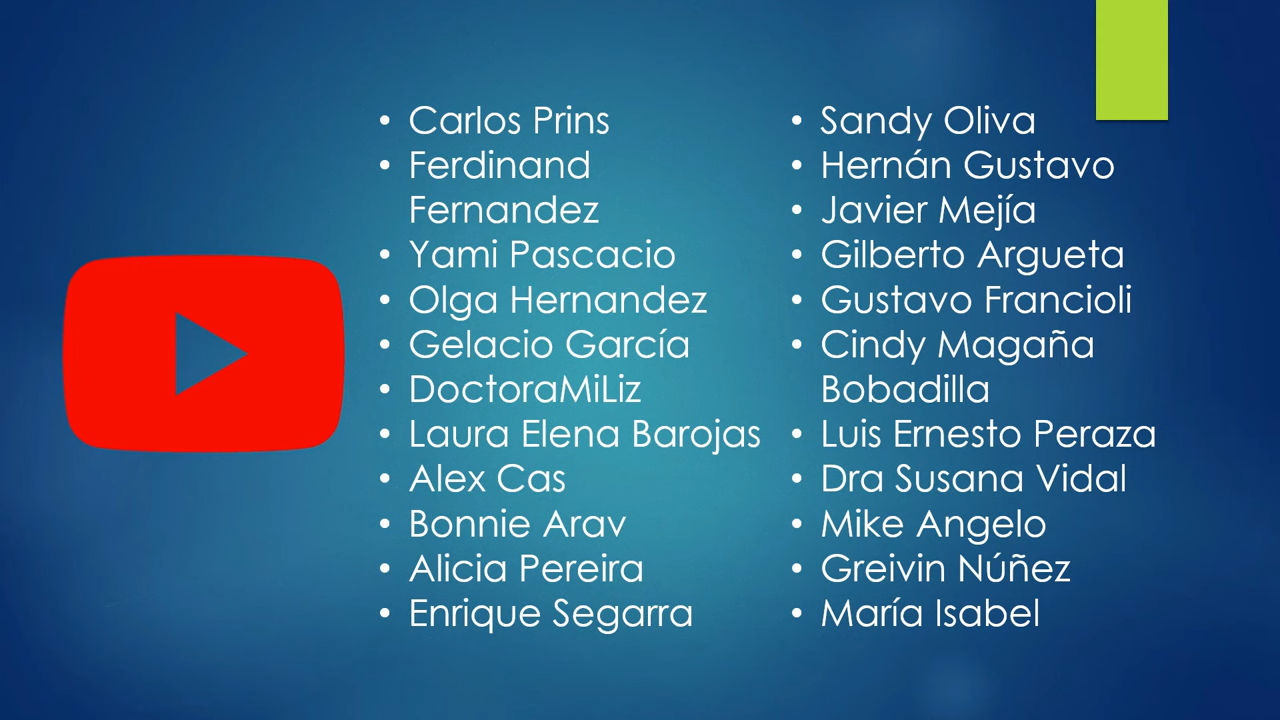 • Carlos Prins
• Ferdinand
Fernandez
• Yami Pascacio
• Olga Hernandez
• Gelacio García
• DoctoraMiLiz
• Laura Elena Barojas
• Alex Cas
• Bonnie Arav
• Alicia Pereira
• Enrique Segarra
• Sandy Oliva
• Hernán Gustavo
• Javier Mejía
• Gilberto Argueta
• Gustavo Francioli
• Cindy Magaña
Bobadilla
• Luis Ernesto Peraza
• Dra Susana Vidal
• Mike Angelo
• Greivin Núñez
• María Isabel